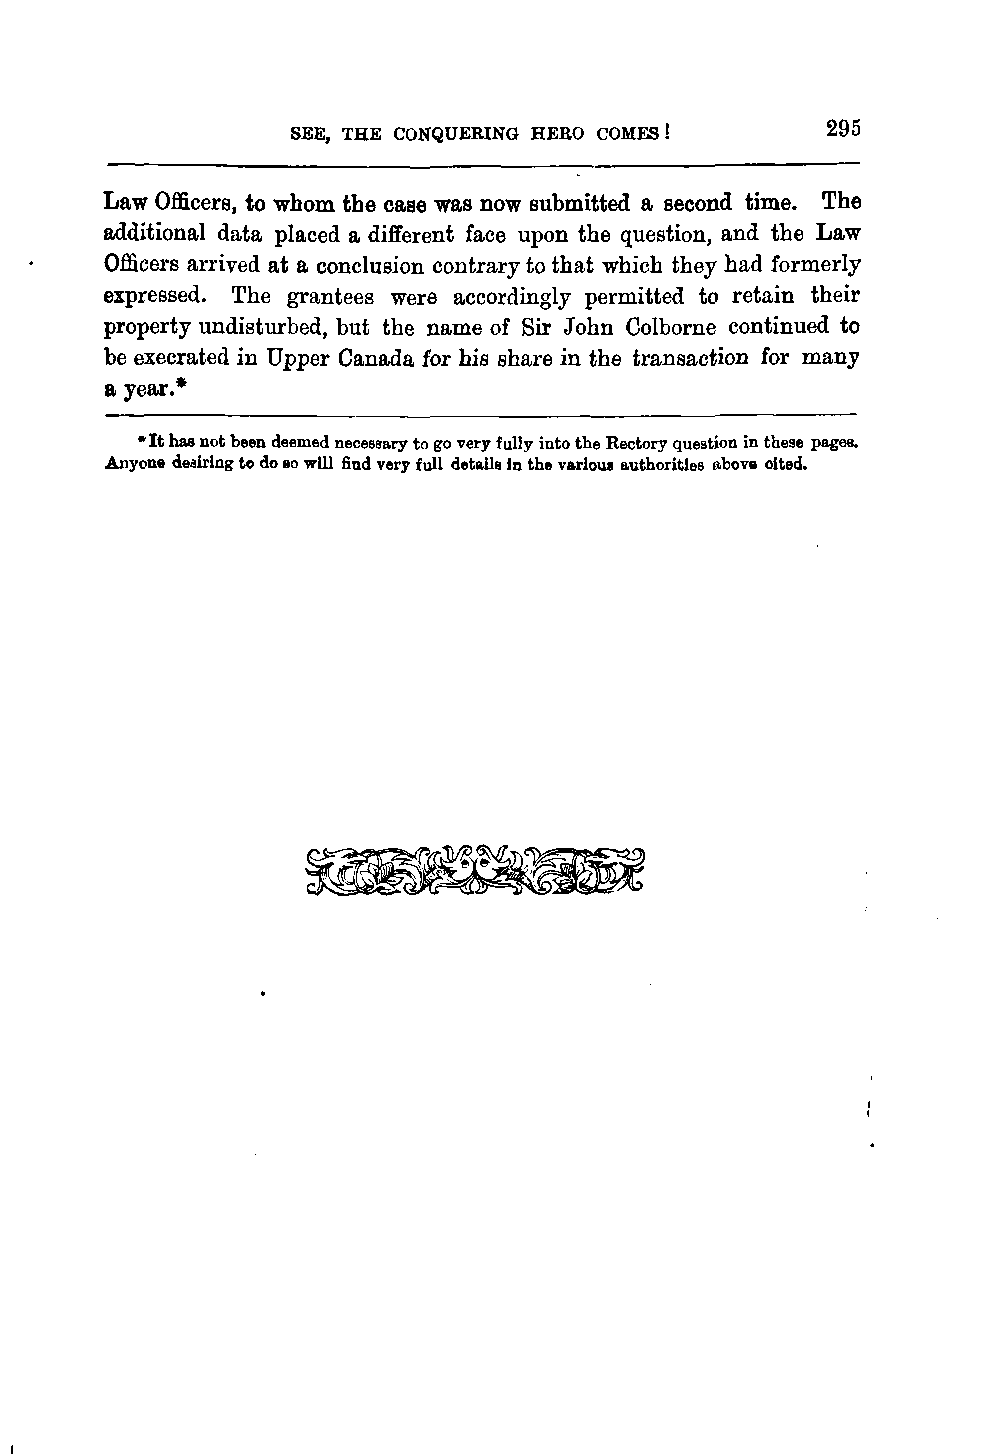 SEE, THE CONQUERING HERO COMES! 295
Law Officers, to whom the case was now submitted a second time. The
additional data placed a different face upon the question, and the Law
Officers arrived at a conclusion contrary to that which they had formerly
expressed. The grantees were accordingly permitted to retain their
property undisturbed, but the name of Sir John Colborne continued to
be execrated in Upper Canada for his share in the transaction for many
a year.*
*It has not been deemed necessary to go very fully into the Rectory question in these pages.
Anyone desiring to do so will find very full details in the various authorities above cited.